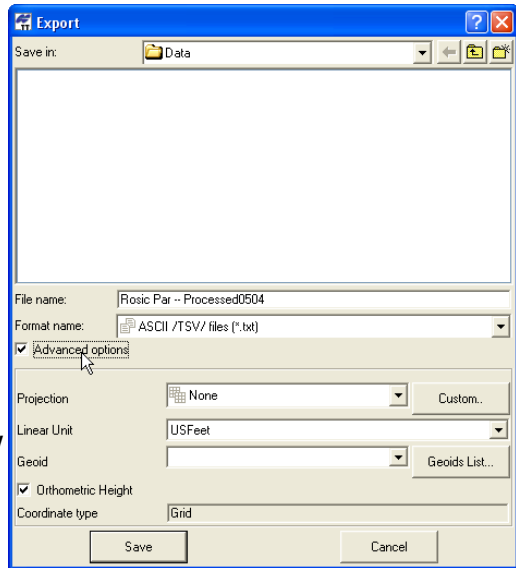 Export
Save in: Data
File name: Rosic Par -- Processed0504
Format name: ASCII /TSV/ files (*.txt)
Advanced options
Projection None Custom..
Linear Unit USFeet
Geoid Geoids List...
Orthometric Height
Coordinate type Grid
Save Cancel